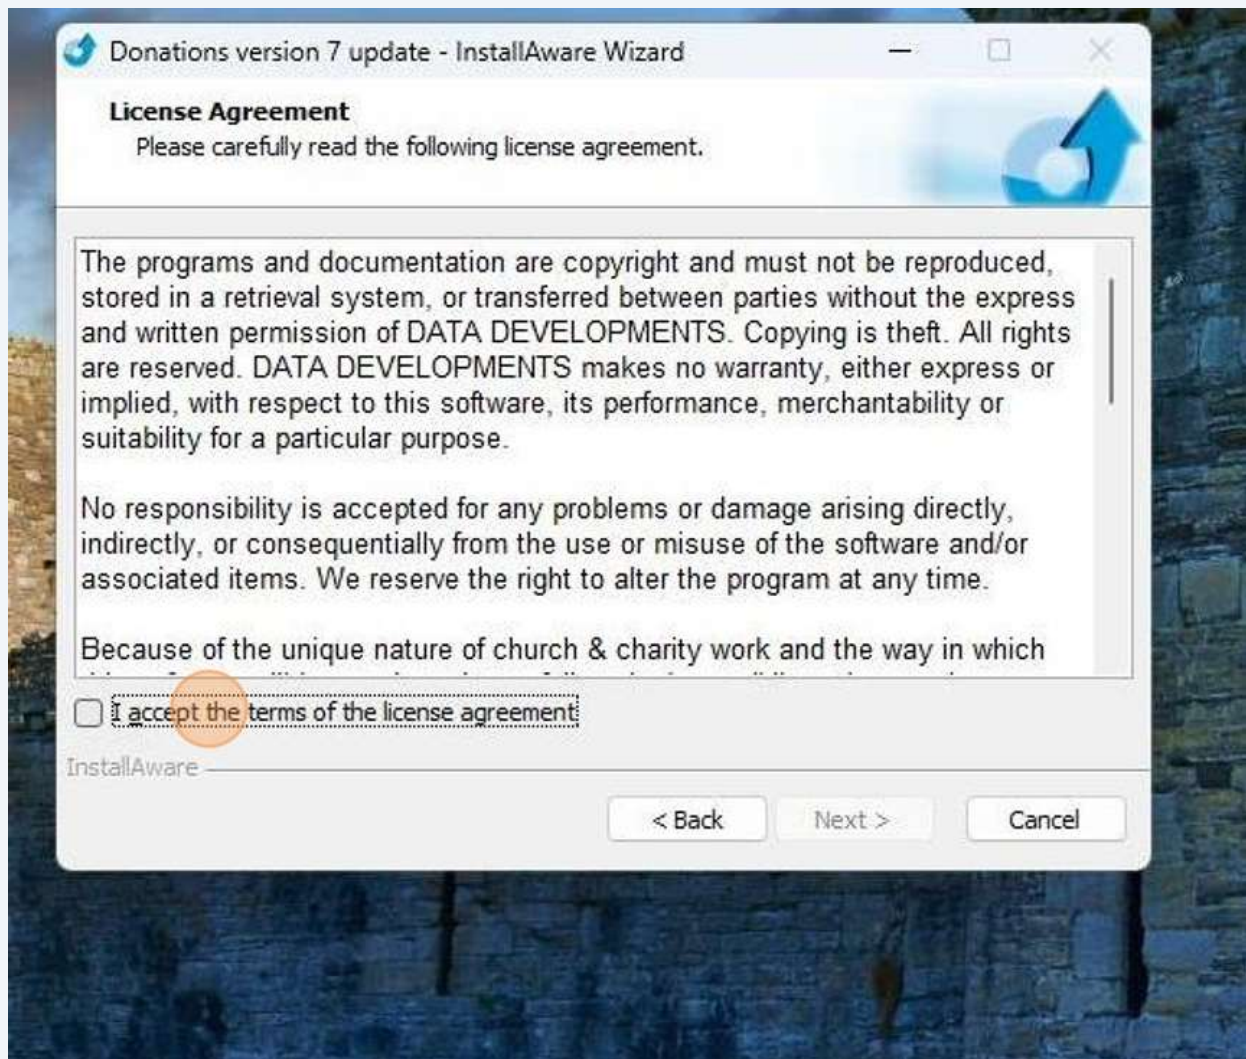 Donations version 7 update - InstallAware Wizard
License Agreement
Please carefully read the following license agreement.
The programs and documentation are copyright and must not be reproduced,
stored in a retrieval system, or transferred between parties without the express
and written permission of DATA DEVELOPMENTS. Copying is theft. All rights
are reserved. DATA DEVELOPMENTS makes no warranty, either express or
implied, with respect to this software, its performance, merchantability or
suitability for a particular purpose.
No responsibility is accepted for any problems or damage arising directly,
indirectly, or consequentially from the use or misuse of the software and/or
associated items. We reserve the right to alter the program at any time.
Because of the unique nature of church & charity work and the way in which
I accept the terms of the license agreement
InstallAware
< Back
Next >
Cancel